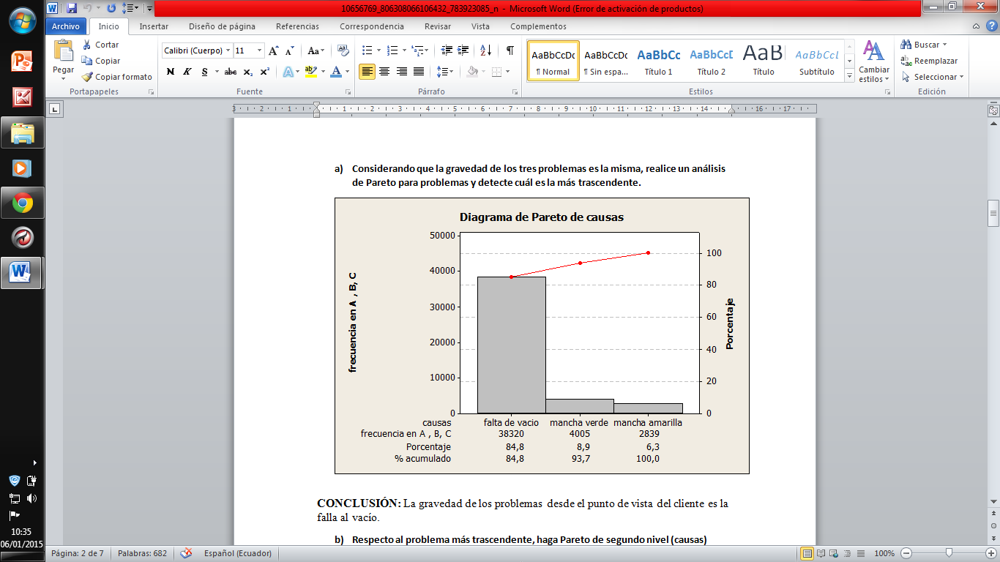 10656769_806308066106432_783923085_n - Microsoft Word (Error de activación de productos)
Archivo Inicio Insertar Diseño de página Referencias Correspondencia Revisar Vista Complementos
Pegar
Cortar
Copiar
Copiar formato
Portapapeles
Calibri (Cuerpo) 11
N K S abc x₂ x²
Fuente
Párrafo
AaBbCcDc AaBbCcDc AaBbCc AaBbCcD AaB AaBbCcL
¶ Normal ¶ Sin espa... Título 1 Título 2 Título Subtítulo
Estilos
Cambiar
estilos
Buscar
Reemplazar
Seleccionar
Edición
3 2 1 1 2 3 4 5 6 7 8 9 10 11 12 13 14 15 16 17
a) Considerando que la gravedad de los tres problemas es la misma, realice un análisis
de Pareto para problemas y detecte cuál es la más trascendente.
Diagrama de Pareto de causas
frecuencia en A , B, C
50000
40000
30000
20000
10000
0
100
80
60
40
20
0
Porcentaje
causas falta de vacio mancha verde mancha amarilla
frecuencia en A , B, C 38320 4005 2839
Porcentaje 84,8 8,9 6,3
% acumulado 84,8 93,7 100,0
CONCLUSIÓN: La gravedad de los problemas desde el punto de vista del cliente es la
falla al vacío.
b) Respecto al problema más trascendente, haga Pareto de segundo nivel (causas)
Página: 2 de 7 Palabras: 682 Español (Ecuador) 100%
10:35
06/01/2015